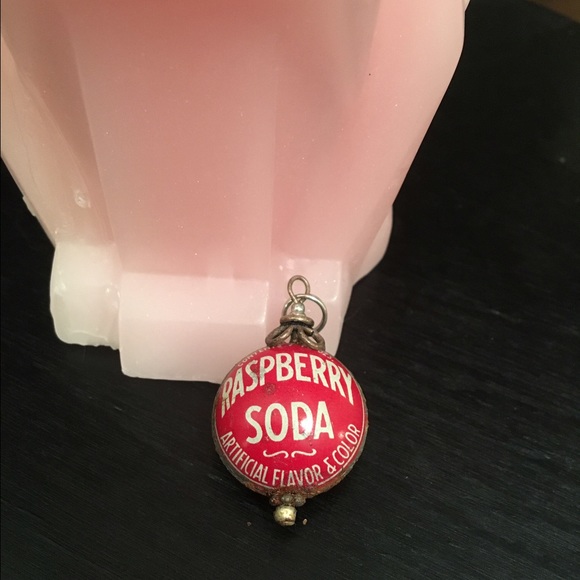 RASPBERRY
SODA
ARTIFICIAL FLAVOR & COLOR